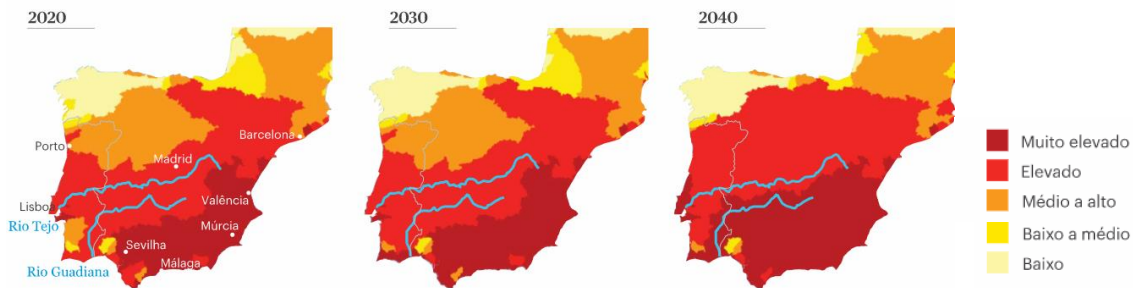 2020
2030
2040
Porto
Barcelona
Madrid
Lisboa
Valência
Rio Tejo
Múrcia
Sevilha
Rio Guadiana
Málaga
Muito elevado
Elevado
Médio a alto
Baixo a médio
Baixo